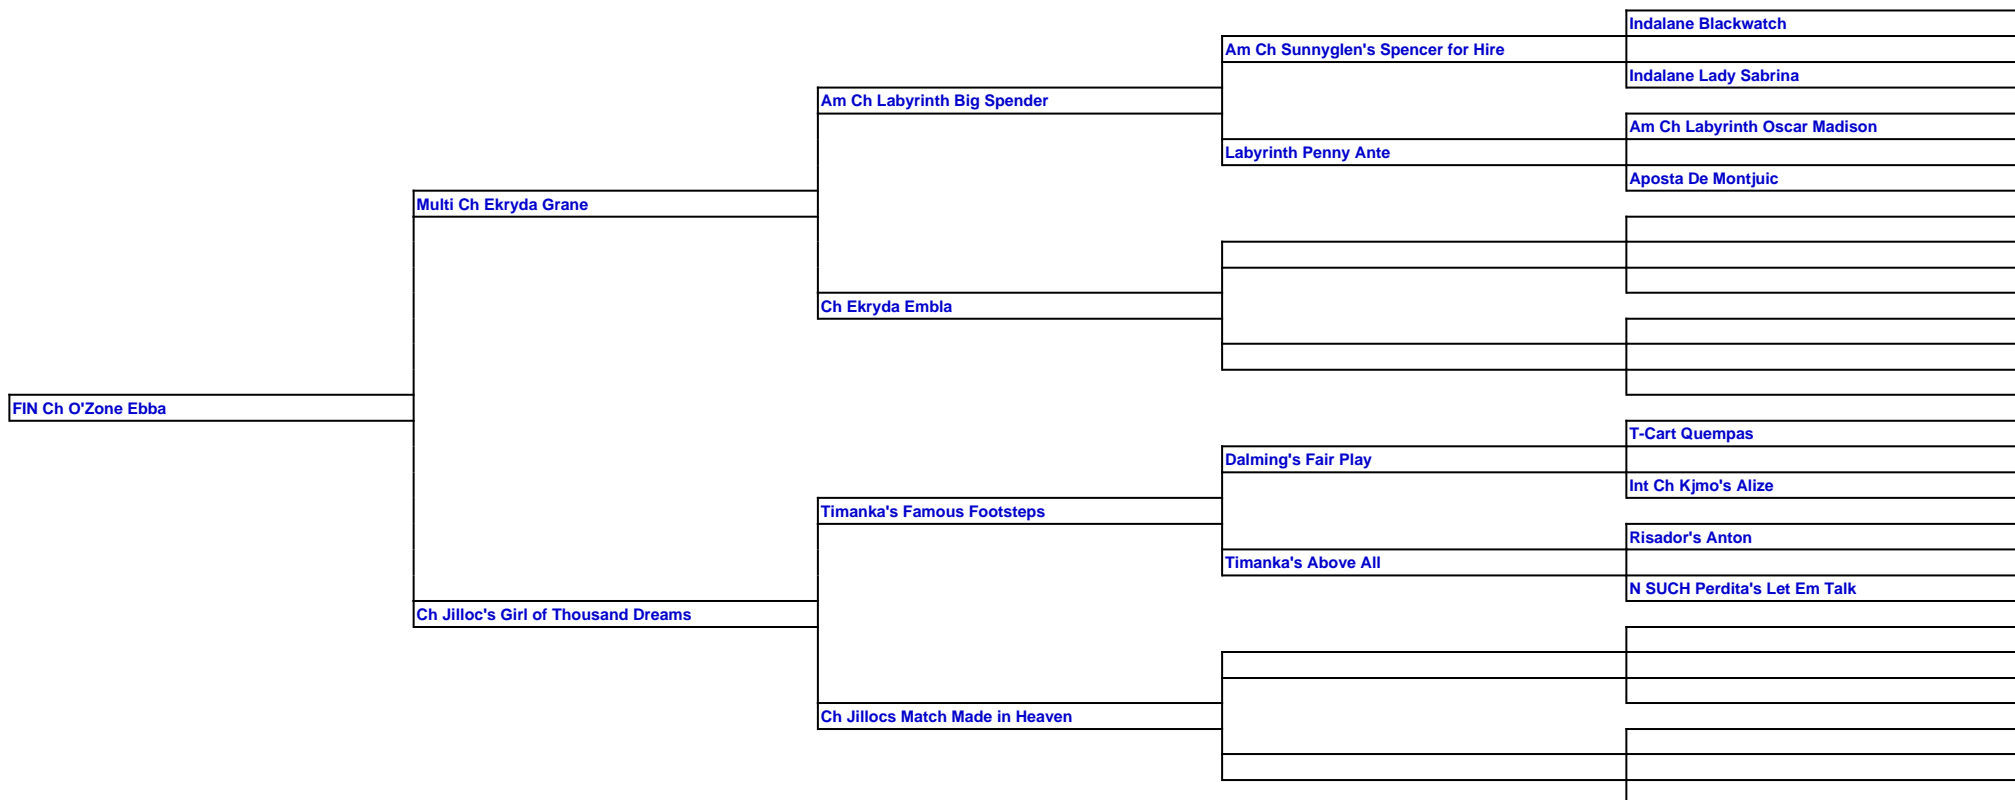 Indalane Blackwatch
Am Ch Sunnyglen's Spencer for Hire
Indalane Lady Sabrina
Am Ch Labyrinth Big Spender
Am Ch Labyrinth Oscar Madison
Labyrinth Penny Ante
Aposta De Montjuic
Multi Ch Ekryda Grane
Ch Ekryda Embla
FIN Ch O'Zone Ebba
T-Cart Quempas
Dalming's Fair Play
Int Ch Kjmo's Alize
Timanka's Famous Footsteps
Risador's Anton
Timanka's Above All
N SUCH Perdita's Let Em Talk
Ch Jilloc's Girl of Thousand Dreams
Ch Jillocs Match Made in Heaven